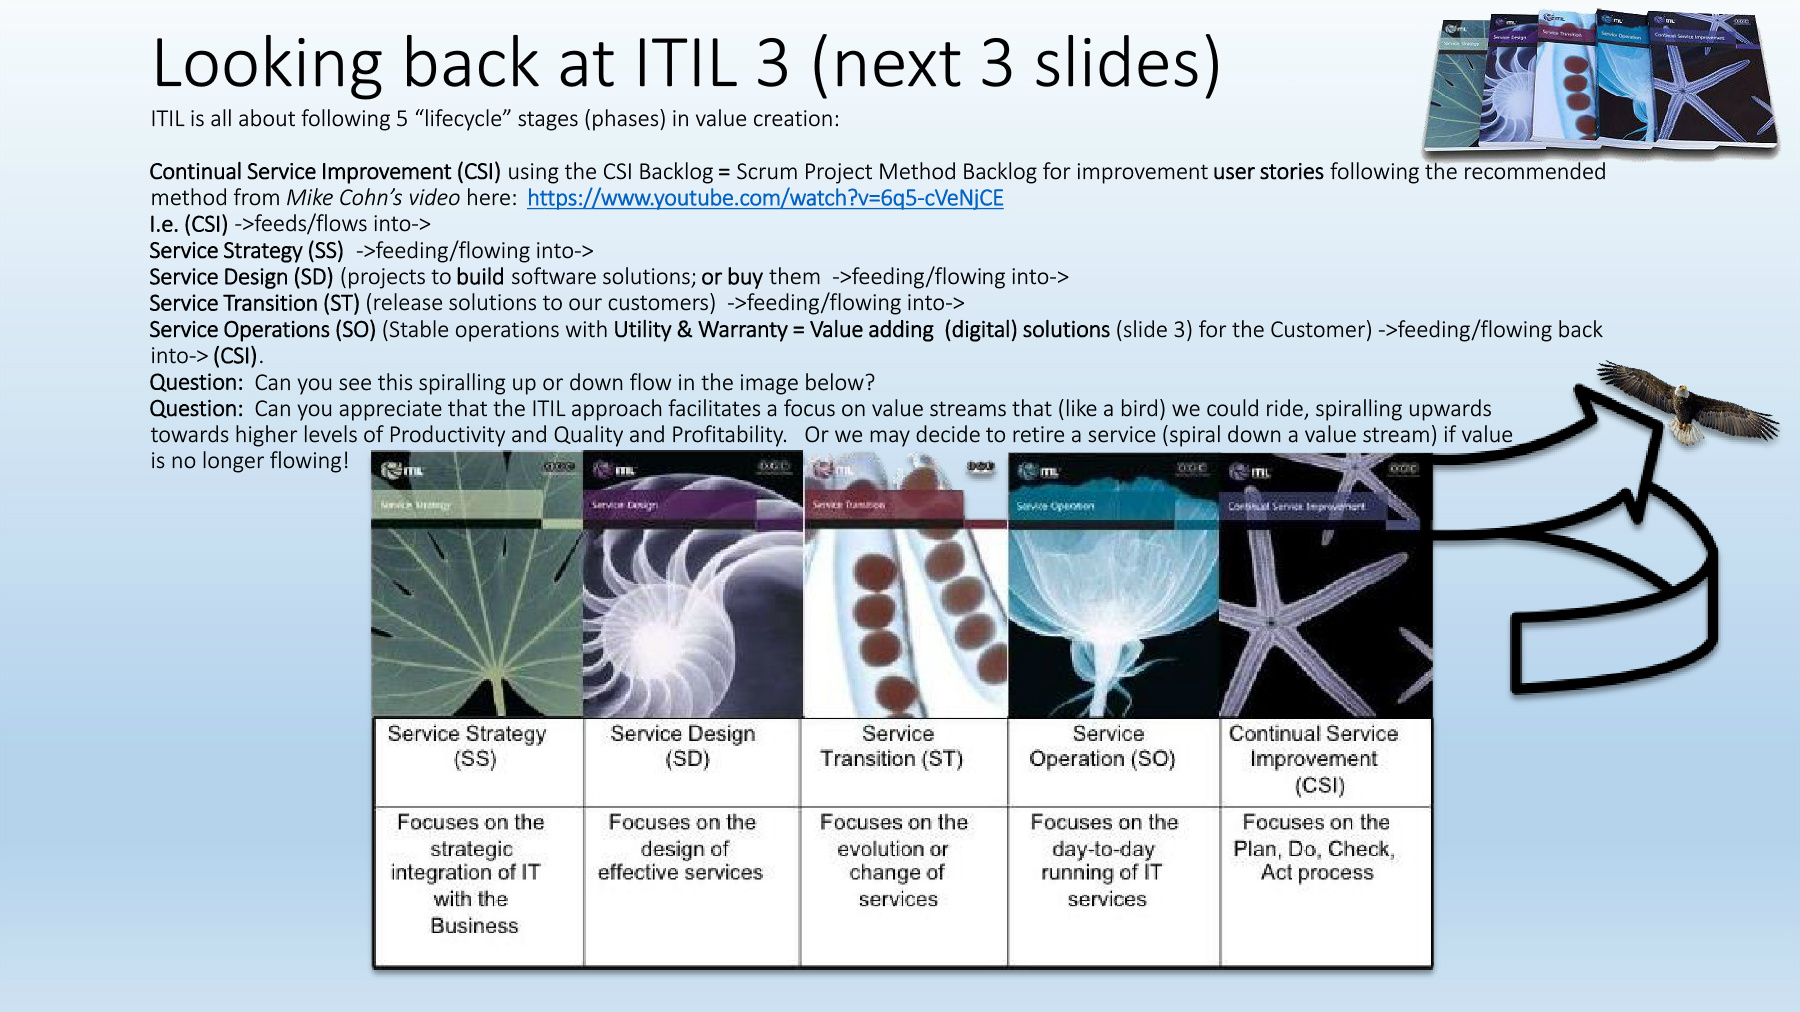 Looking back at ITIL 3 (next 3 slides)
ITIL is all about following 5 “lifecycle” stages (phases) in value creation:
Continual Service Improvement (CSI) using the CSI Backlog = Scrum Project Method Backlog for improvement user stories following the recommended
method from Mike Cohn’s video here:  https://www.youtube.com/watch?v=6q5-cVeNjCE
I.e. (CSI) ->feeds/flows into->
Service Strategy (SS)  ->feeding/flowing into->
Service Design (SD) (projects to build software solutions; or buy them  ->feeding/flowing into->
Service Transition (ST) (release solutions to our customers)  ->feeding/flowing into->
Service Operations (SO) (Stable operations with Utility & Warranty = Value adding  (digital) solutions (slide 3) for the Customer) ->feeding/flowing back
into-> (CSI).
Question:  Can you see this spiralling up or down flow in the image below?
Question:  Can you appreciate that the ITIL approach facilitates a focus on value streams that (like a bird) we could ride, spiralling upwards
towards higher levels of Productivity and Quality and Profitability.   Or we may decide to retire a service (spiral down a value stream) if value
is no longer flowing!
ITIL
Service Strategy
ITIL
Service Design
ITIL
Service Transition
ITIL
Service Operation
ITIL
Continual Service Improvement
Service Strategy
(SS)
Service Design
(SD)
Service
Transition (ST)
Service
Operation (SO)
Continual Service
Improvement
(CSI)
Focuses on the
strategic
integration of IT
with the
Business
Focuses on the
design of
effective services
Focuses on the
evolution or
change of
services
Focuses on the
day-to-day
running of IT
services
Focuses on the
Plan, Do, Check,
Act process